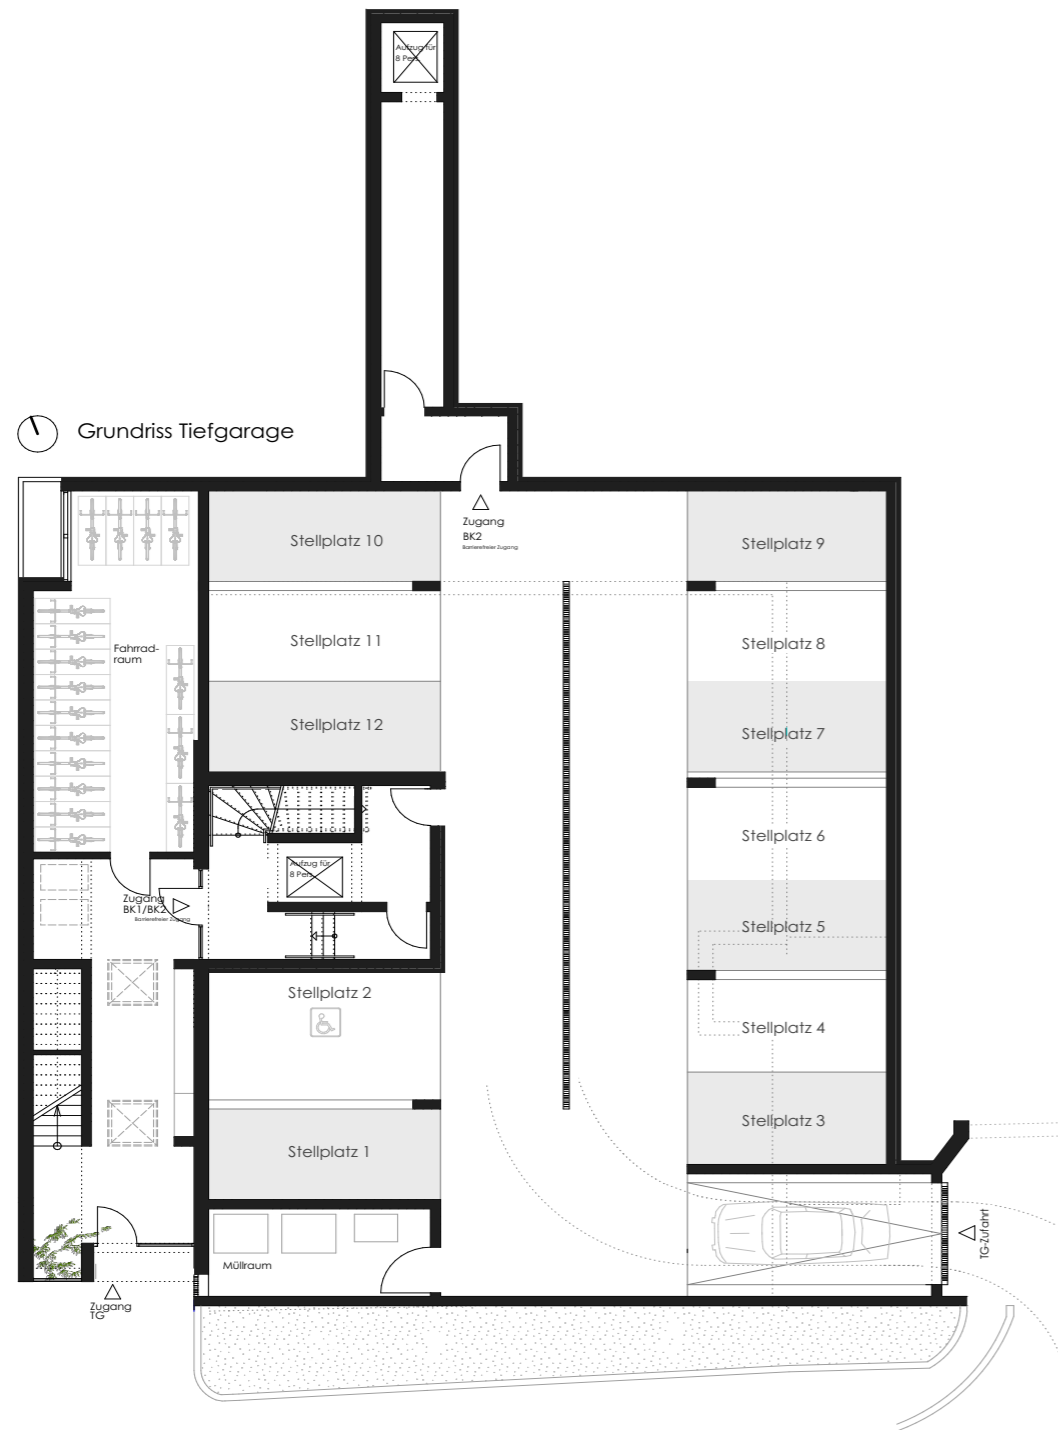 Aufzug für
8 Pers.
Grundriss Tiefgarage
Zugang
BK2
Barrierefreier Zugang
Stellplatz 10
Stellplatz 9
Stellplatz 11
Stellplatz 8
Fahrrad-
raum
Stellplatz 12
Stellplatz 7
Stellplatz 6
Aufzug für
8 Pers.
Zugang
BK1/BK2
Barrierefreier Zugang
Stellplatz 5
Stellplatz 2
Stellplatz 4
Stellplatz 3
Stellplatz 1
TG-Zufahrt
Müllraum
Zugang
TG